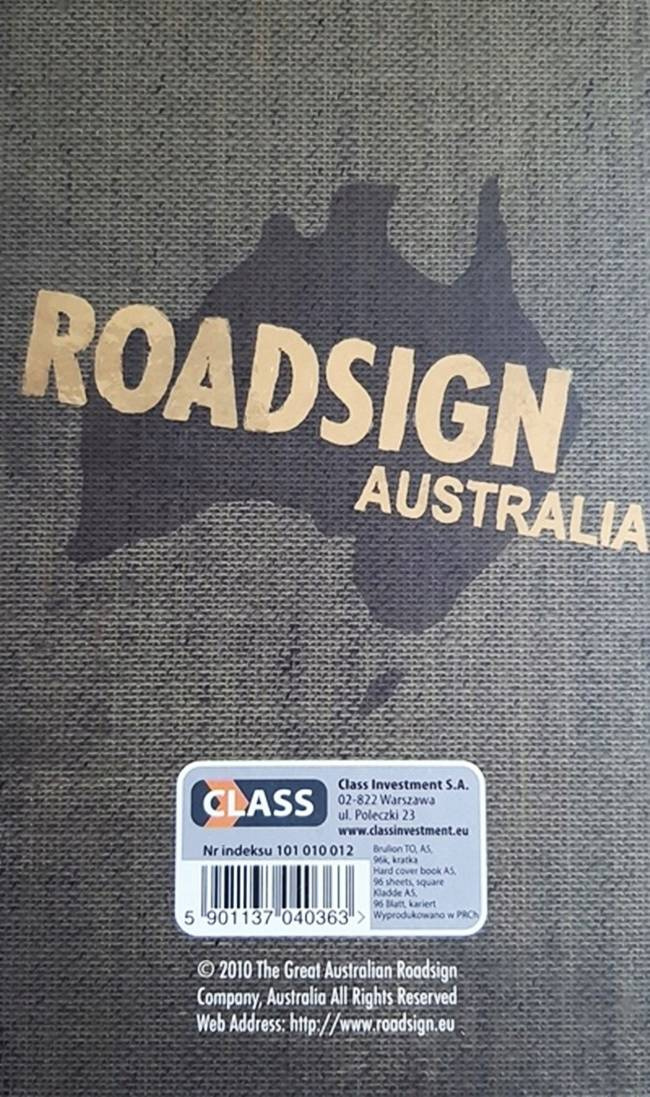 ROADSIGN
AUSTRALIA
CLASS
Class Investment S.A.
02-822 Warszawa
ul. Poleczki 23
www.classinvestment.eu
Nr indeksu 101 010 012
Brulion TO, A5,
96k, kratka
Hard cover book A5,
96 sheets, square
Kladde A5,
96 Blatt, kariert
Wyprodukowano w PRCh
5 901137 040363 >
© 2010 The Great Australian Roadsign
Company, Australia All Rights Reserved
Web Address: http://www.roadsign.eu